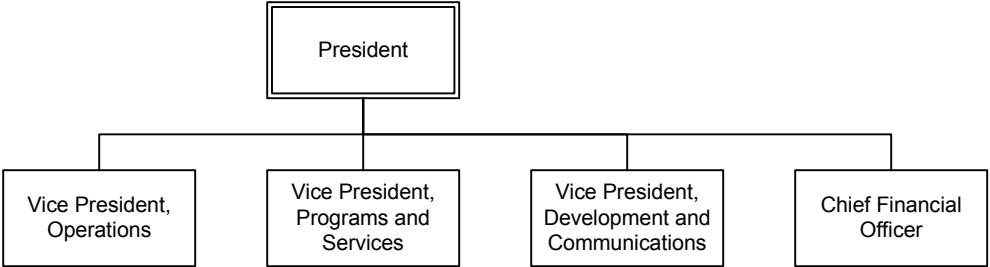 President
Vice President,
Operations
Vice President,
Programs and
Services
Vice President,
Development and
Communications
Chief Financial
Officer